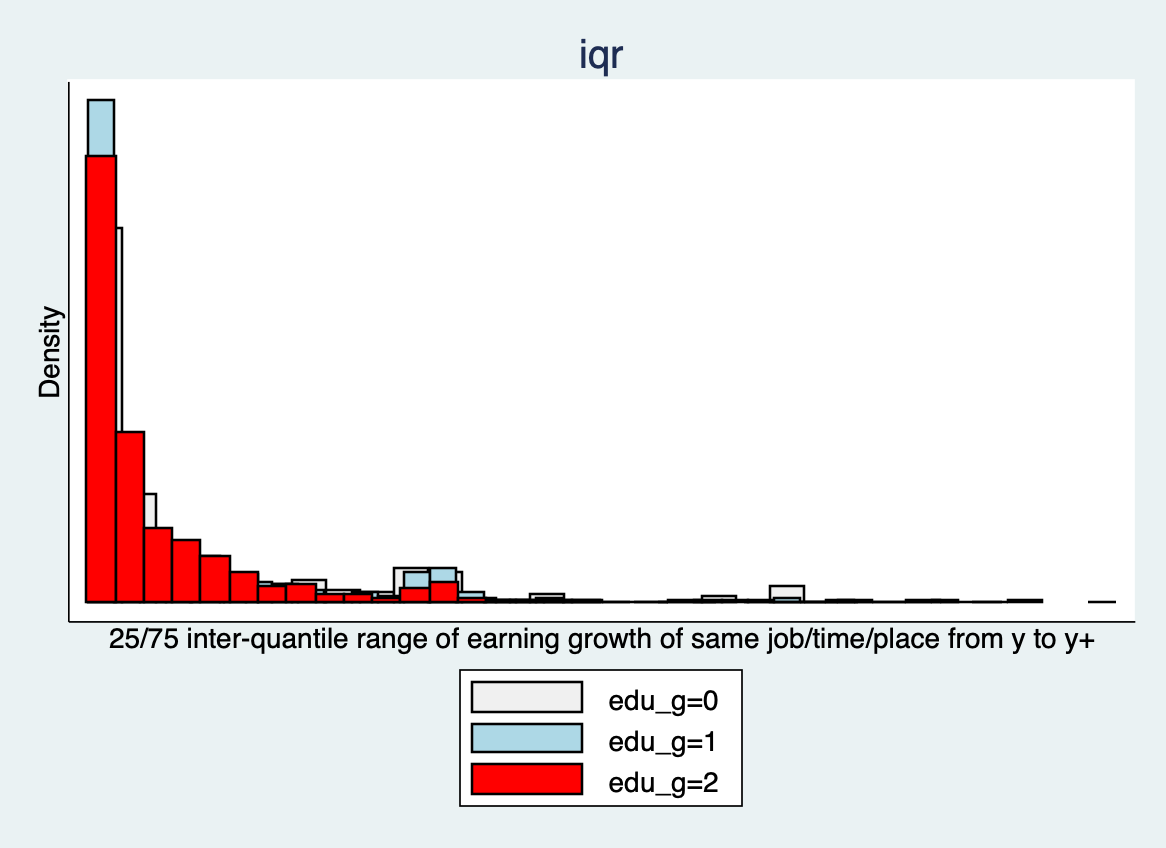 iqr
Density
25/75 inter-quantile range of earning growth of same job/time/place from y to y+
edu_g=0
edu_g=1
edu_g=2